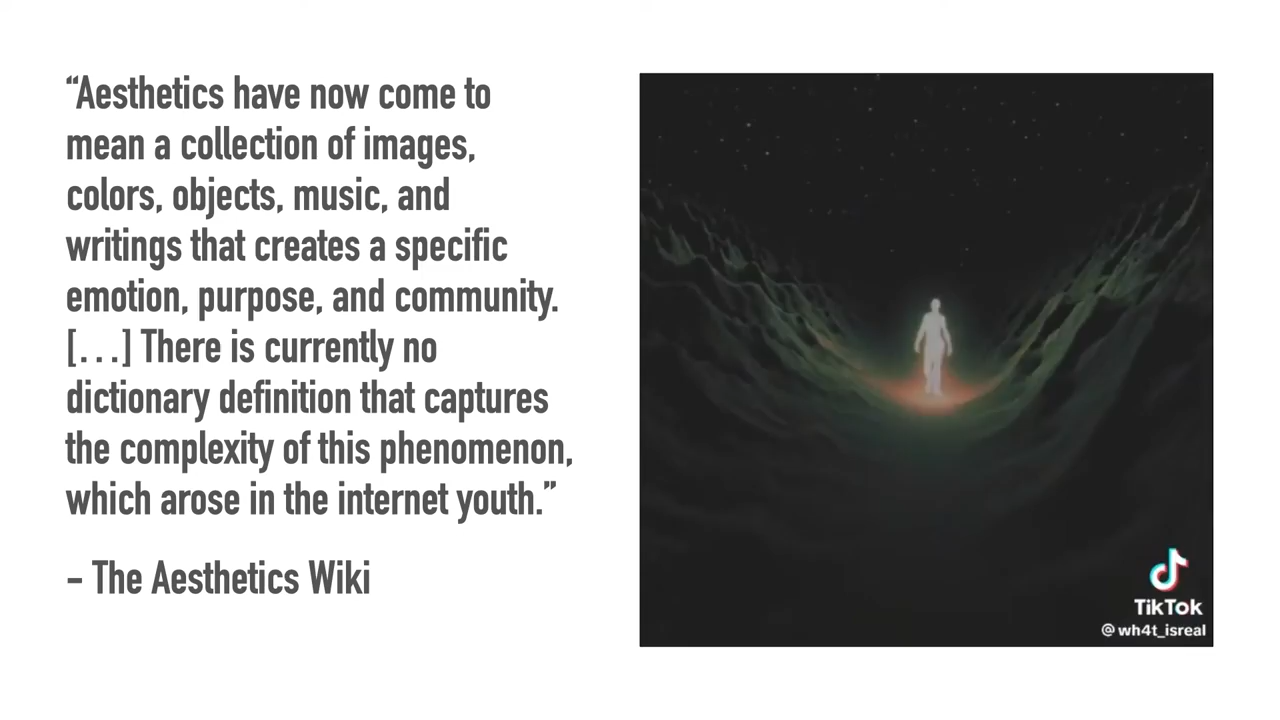 “Aesthetics have now come to
mean a collection of images,
colors, objects, music, and
writings that creates a specific
emotion, purpose, and community.
[…] There is currently no
dictionary definition that captures
the complexity of this phenomenon,
which arose in the internet youth.”
– The Aesthetics Wiki
TikTok
@wh4t_isreal